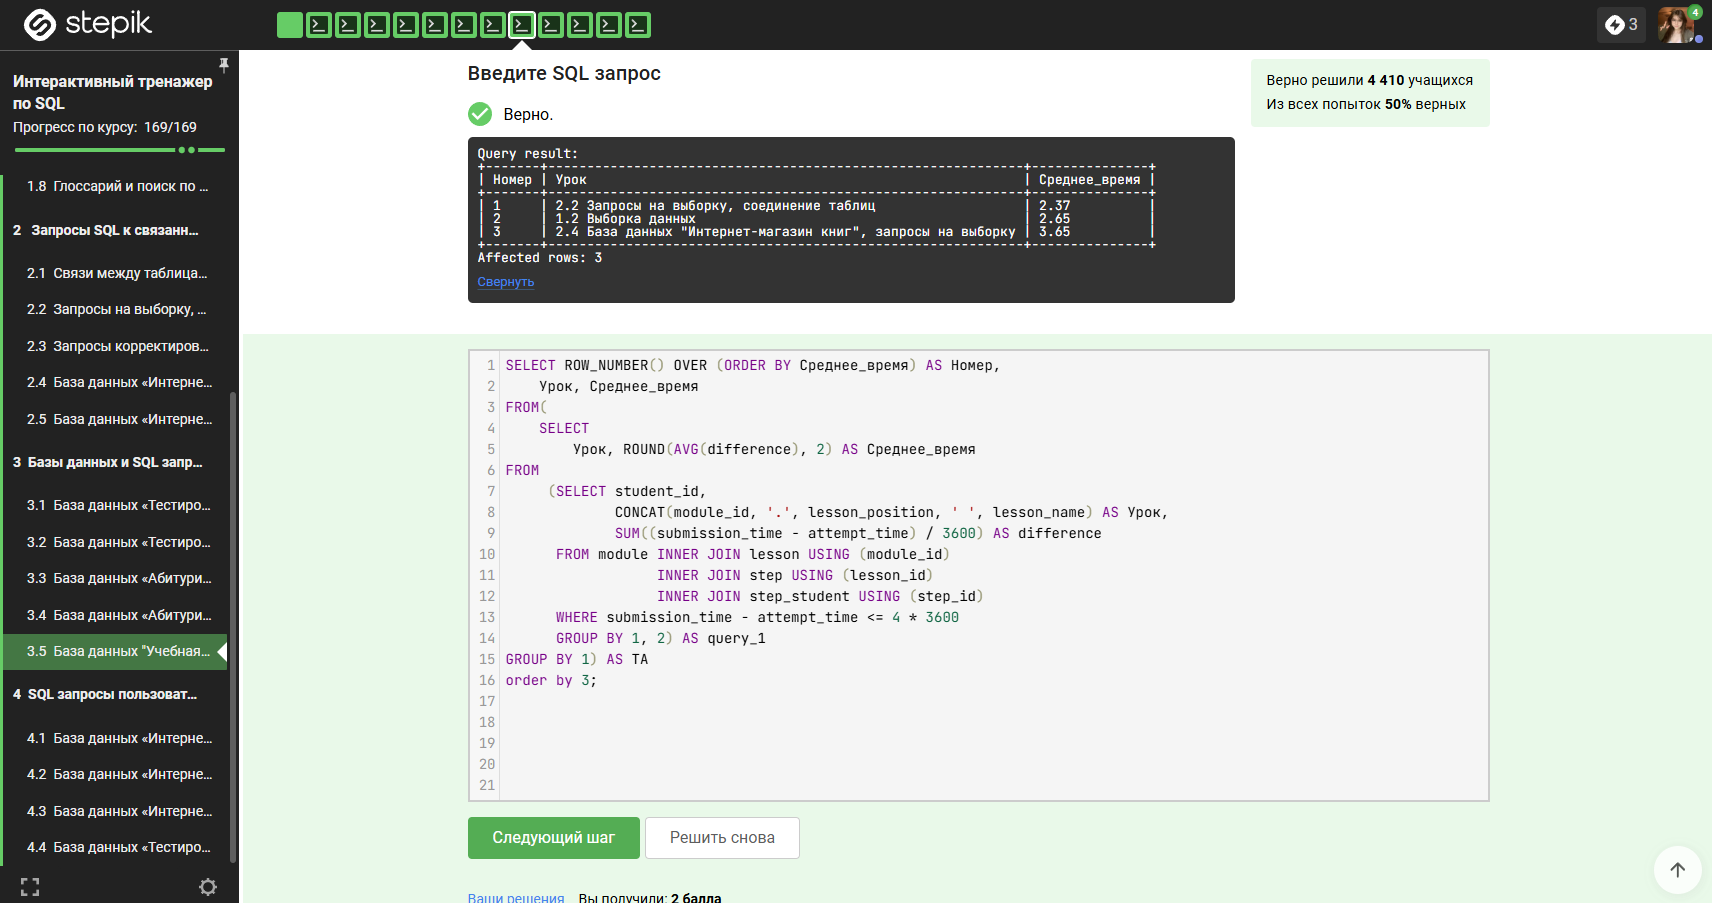 stepik
3
4
Интерактивный тренажер
по SQL
Прогресс по курсу: 169/169
1.8 Глоссарий и поиск по ...
2 Запросы SQL к связанн...
2.1 Связи между таблица...
2.2 Запросы на выборку, ...
2.3 Запросы корректиров...
2.4 База данных «Интерне...
2.5 База данных «Интерне...
3 Базы данных и SQL запр...
3.1 База данных «Тестиро...
3.2 База данных «Тестиро...
3.3 База данных «Абитури...
3.4 База данных «Абитури...
3.5 База данных "Учебная...
4 SQL запросы пользоват...
4.1 База данных «Интерне...
4.2 База данных «Интерне...
4.3 База данных «Интерне...
4.4 База данных «Тестиро...
Введите SQL запрос
Верно.
Верно решили 4 410 учащихся
Из всех попыток 50% верных
Query result:
+-------+-------------------------------------------------------------+---------------+
| Номер | Урок | Среднее_время |
+-------+-------------------------------------------------------------+---------------+
| 1 | 2.2 Запросы на выборку, соединение таблиц | 2.37 |
| 2 | 1.2 Выборка данных | 2.65 |
| 3 | 2.4 База данных "Интернет-магазин книг", запросы на выборку | 3.65 |
+-------+-------------------------------------------------------------+---------------+
Affected rows: 3
Свернуть
1 SELECT ROW_NUMBER() OVER (ORDER BY Среднее_время) AS Номер,
2 Урок, Среднее_время
3 FROM(
4 SELECT
5 Урок, ROUND(AVG(difference), 2) AS Среднее_время
6 FROM
7 (SELECT student_id,
8 CONCAT(module_id, '.', lesson_position, ' ', lesson_name) AS Урок,
9 SUM((submission_time - attempt_time) / 3600) AS difference
10 FROM module INNER JOIN lesson USING (module_id)
11 INNER JOIN step USING (lesson_id)
12 INNER JOIN step_student USING (step_id)
13 WHERE submission_time - attempt_time <= 4 * 3600
14 GROUP BY 1, 2) AS query_1
15 GROUP BY 1) AS TA
16 order by 3;
17
18
19
20
21
Следующий шаг
Решить снова
Ваши решения Вы получили: 2 балла